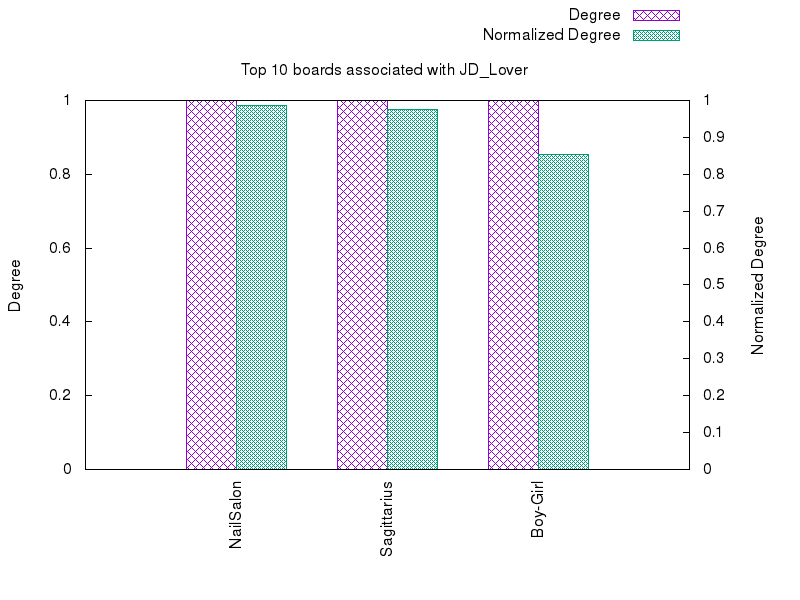 Degree
Normalized Degree
Top 10 boards associated with JD_Lover
1
0.8
0.6
0.4
0.2
0
1
0.9
0.8
0.7
0.6
0.5
0.4
0.3
0.2
0.1
0
Degree
Normalized Degree
NailSalon
Sagittarius
Boy-Girl